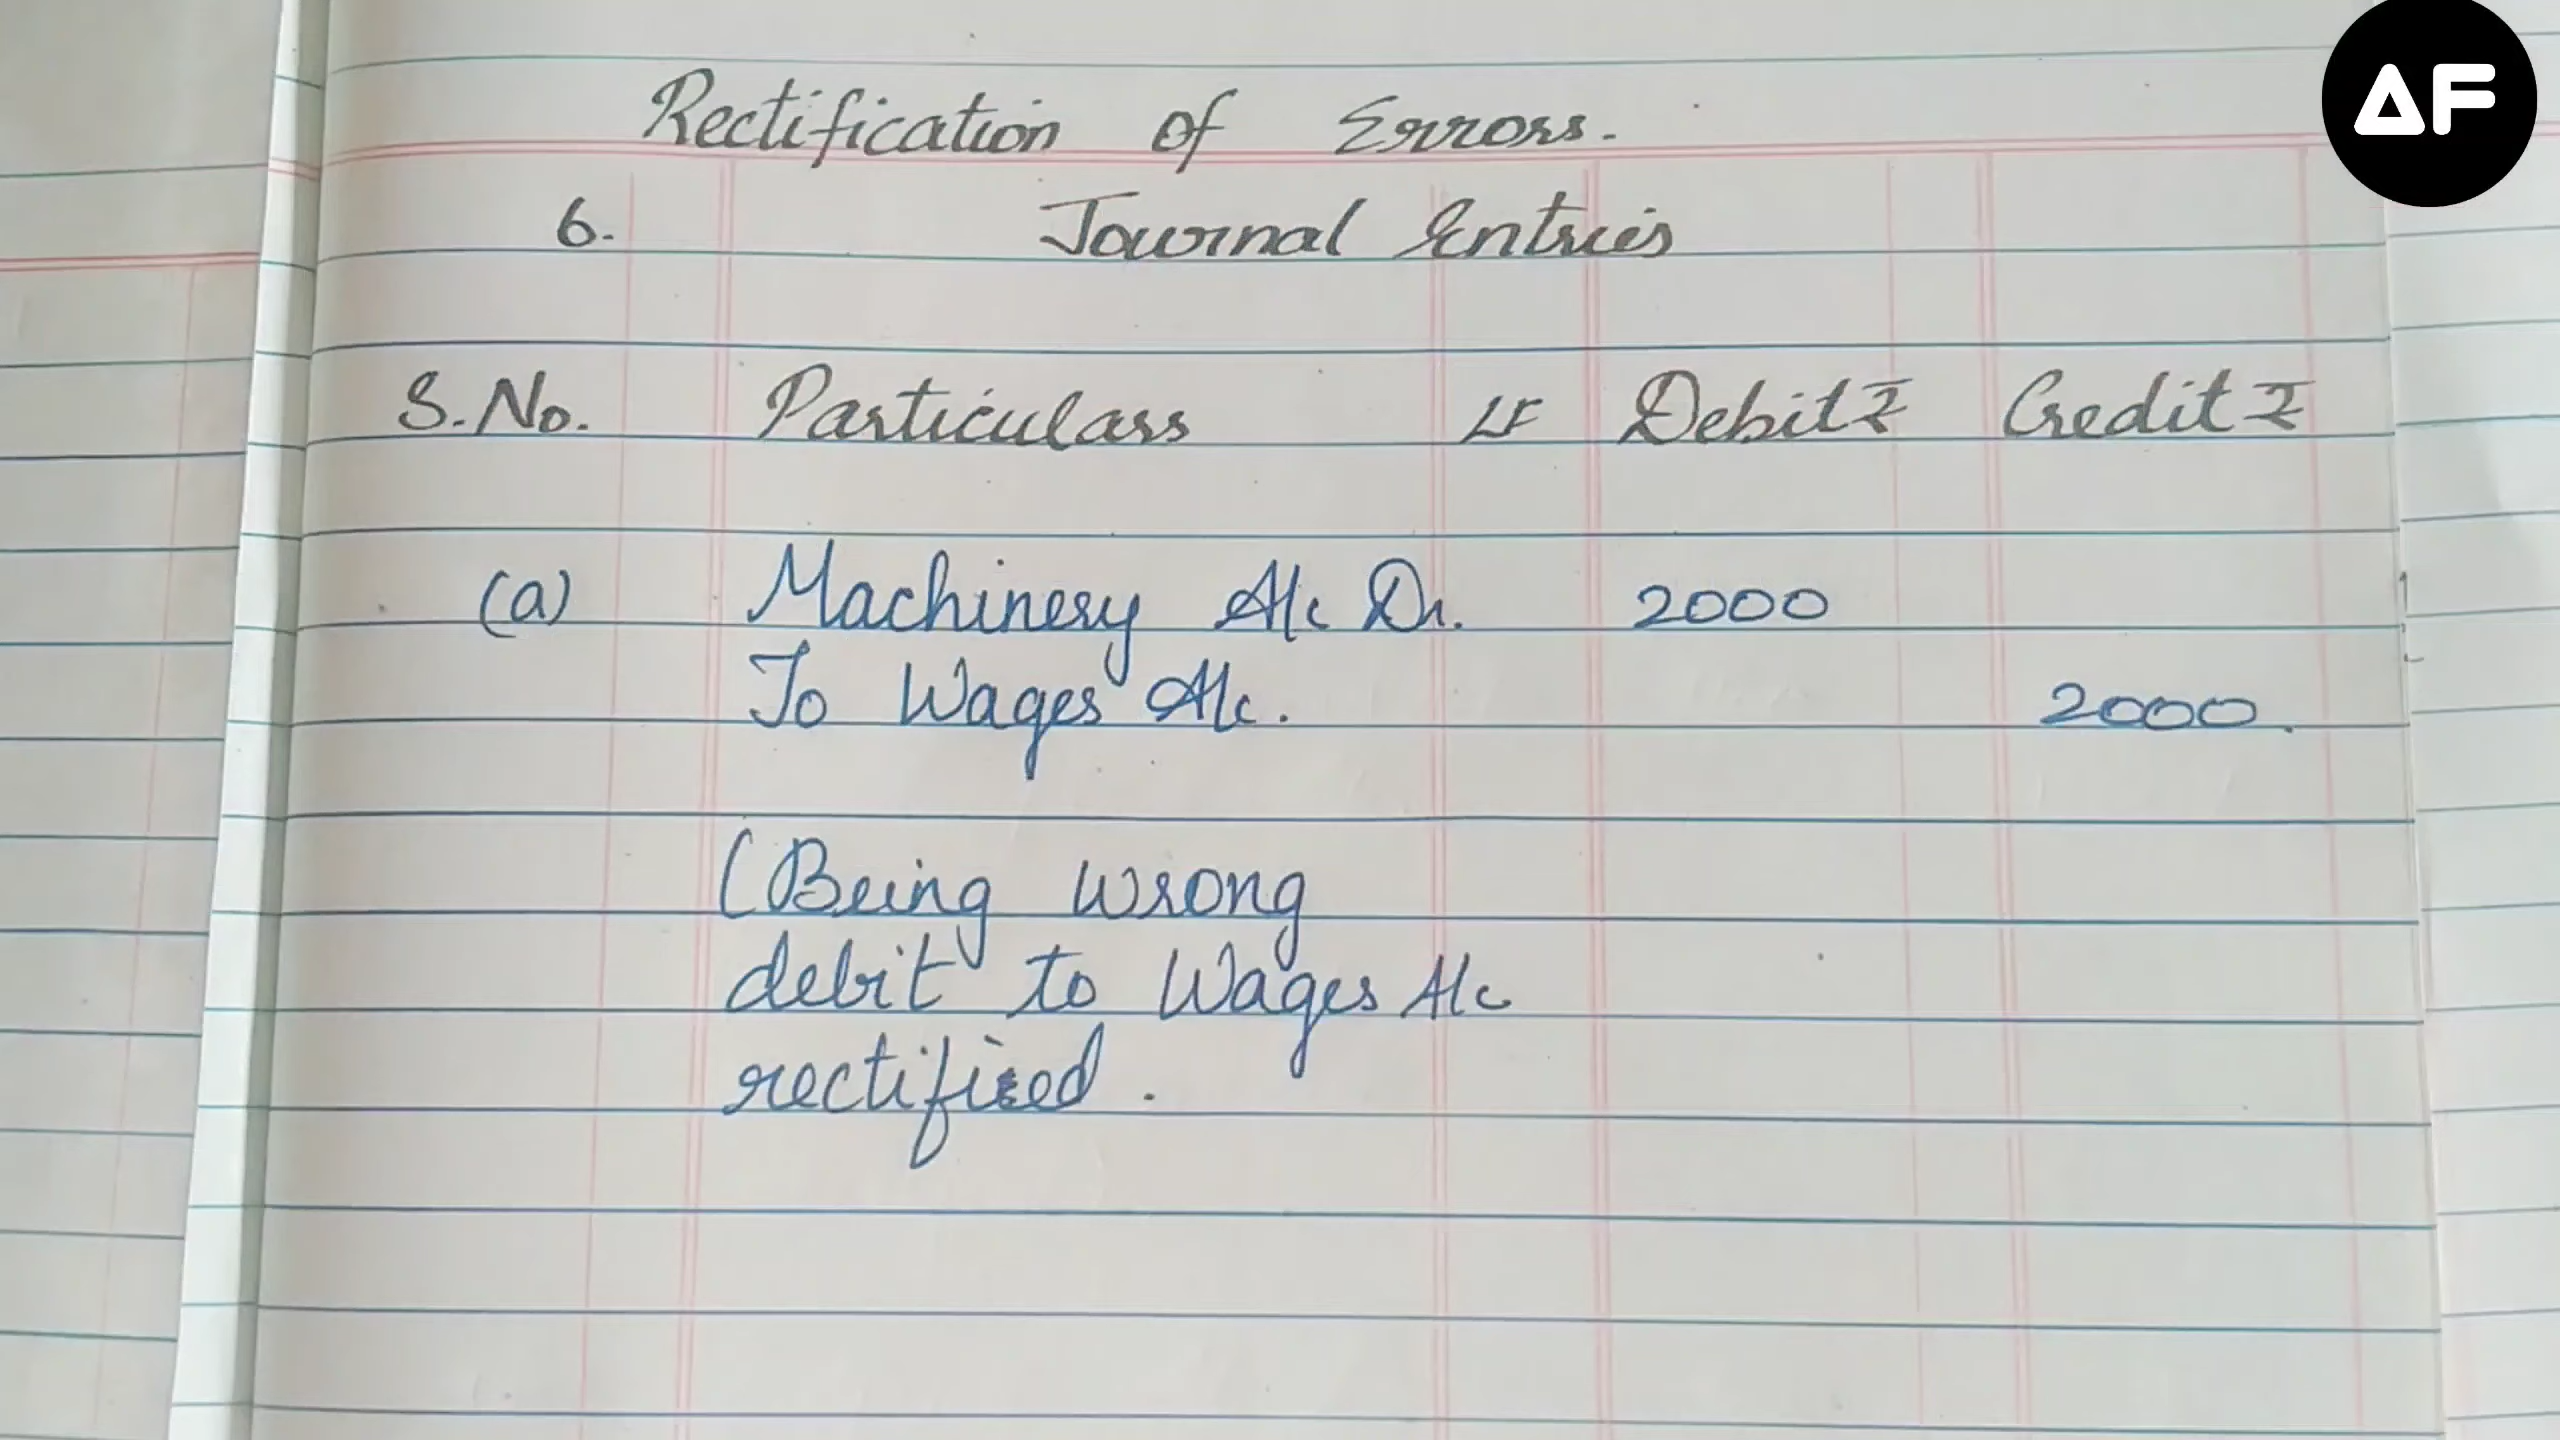 AF
Rectification of Errors.
6. Journal Entries
S.No. Particulars LF Debit ₹ Credit ₹
(a) Machinery A/c Dr. 2000
To Wages A/c. 2000.
(Being wrong
debit to Wages A/c
rectified.